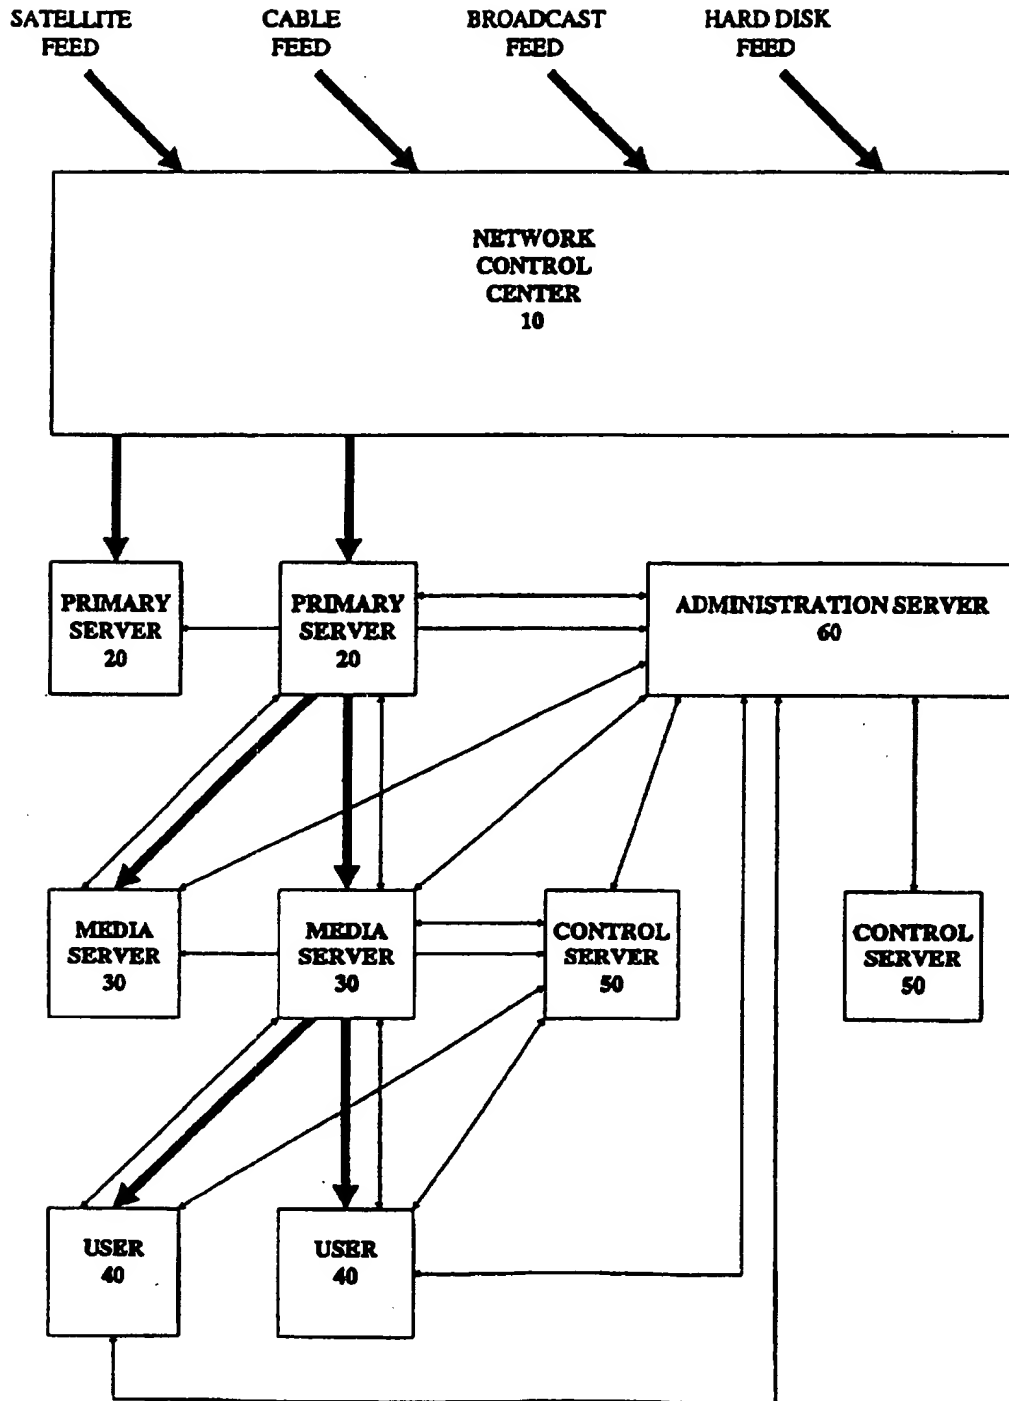 SATELLITE
FEED
CABLE
FEED
BROADCAST
FEED
HARD DISK
FEED
NETWORK
CONTROL
CENTER
10
PRIMARY
SERVER
20
PRIMARY
SERVER
20
ADMINISTRATION SERVER
60
MEDIA
SERVER
30
MEDIA
SERVER
30
CONTROL
SERVER
50
CONTROL
SERVER
50
USER
40
USER
40